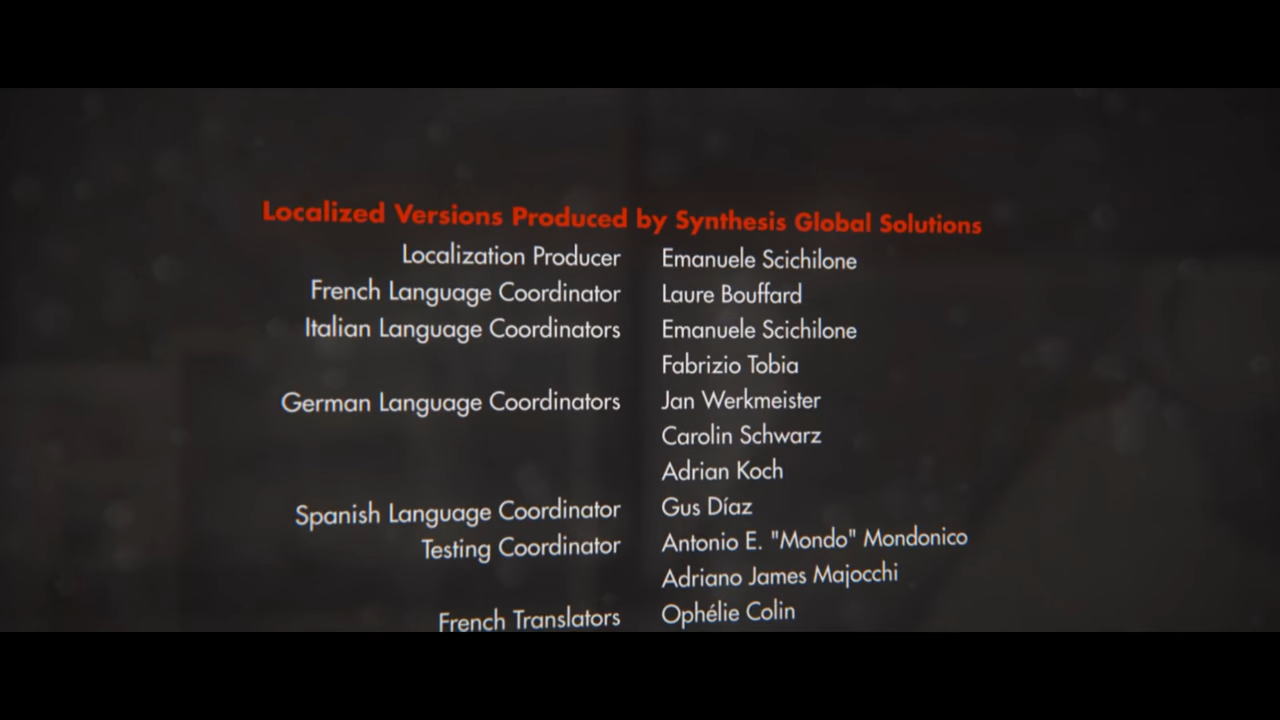 Localized Versions Produced by Synthesis Global Solutions
Localization Producer Emanuele Scichilone
French Language Coordinator Laure Bouffard
Italian Language Coordinators Emanuele Scichilone
Fabrizio Tobia
German Language Coordinators Jan Werkmeister
Carolin Schwarz
Adrian Koch
Spanish Language Coordinator Gus Díaz
Testing Coordinator Antonio E. "Mondo" Mondonico
Adriano James Majocchi
French Translators Ophélie Colin